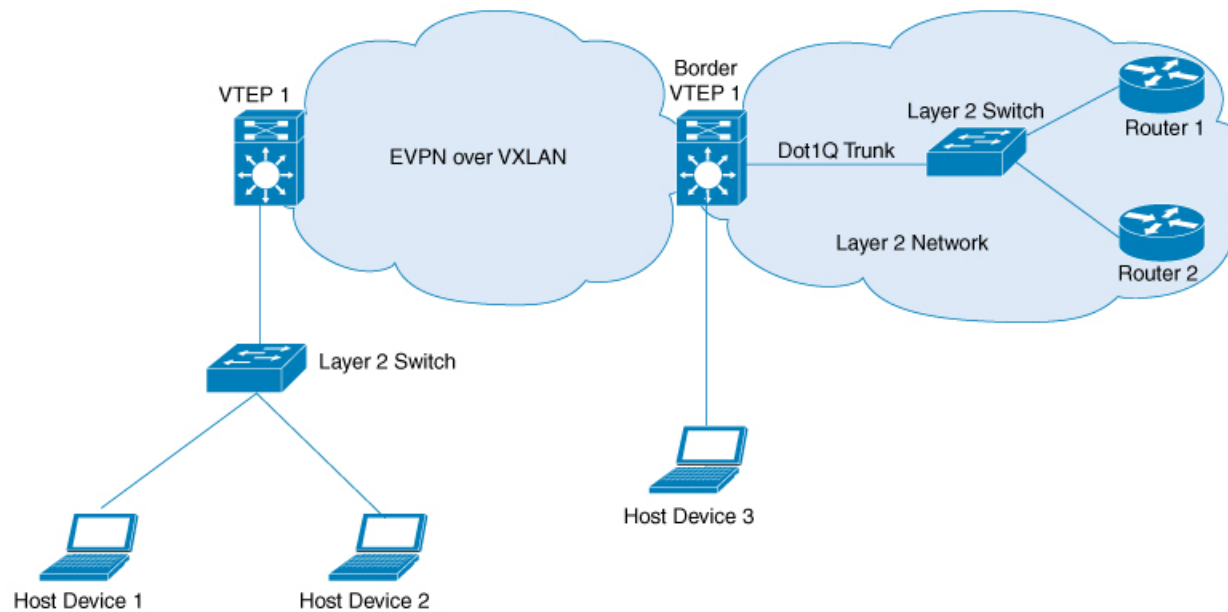 VTEP 1
Border
VTEP 1
Layer 2 Switch
Router 1
EVPN over VXLAN
Dot1Q Trunk
Layer 2 Network
Router 2
Layer 2 Switch
Host Device 3
Host Device 1
Host Device 2